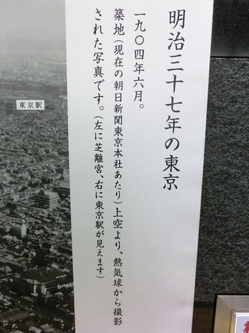 明治三十七年の東京
一九〇四年六月。
築地(現在の朝日新聞東京本社あたり)上空より、熱気球から撮影
された写真です。(左に芝離宮、右に東京駅が見えます)
東京駅